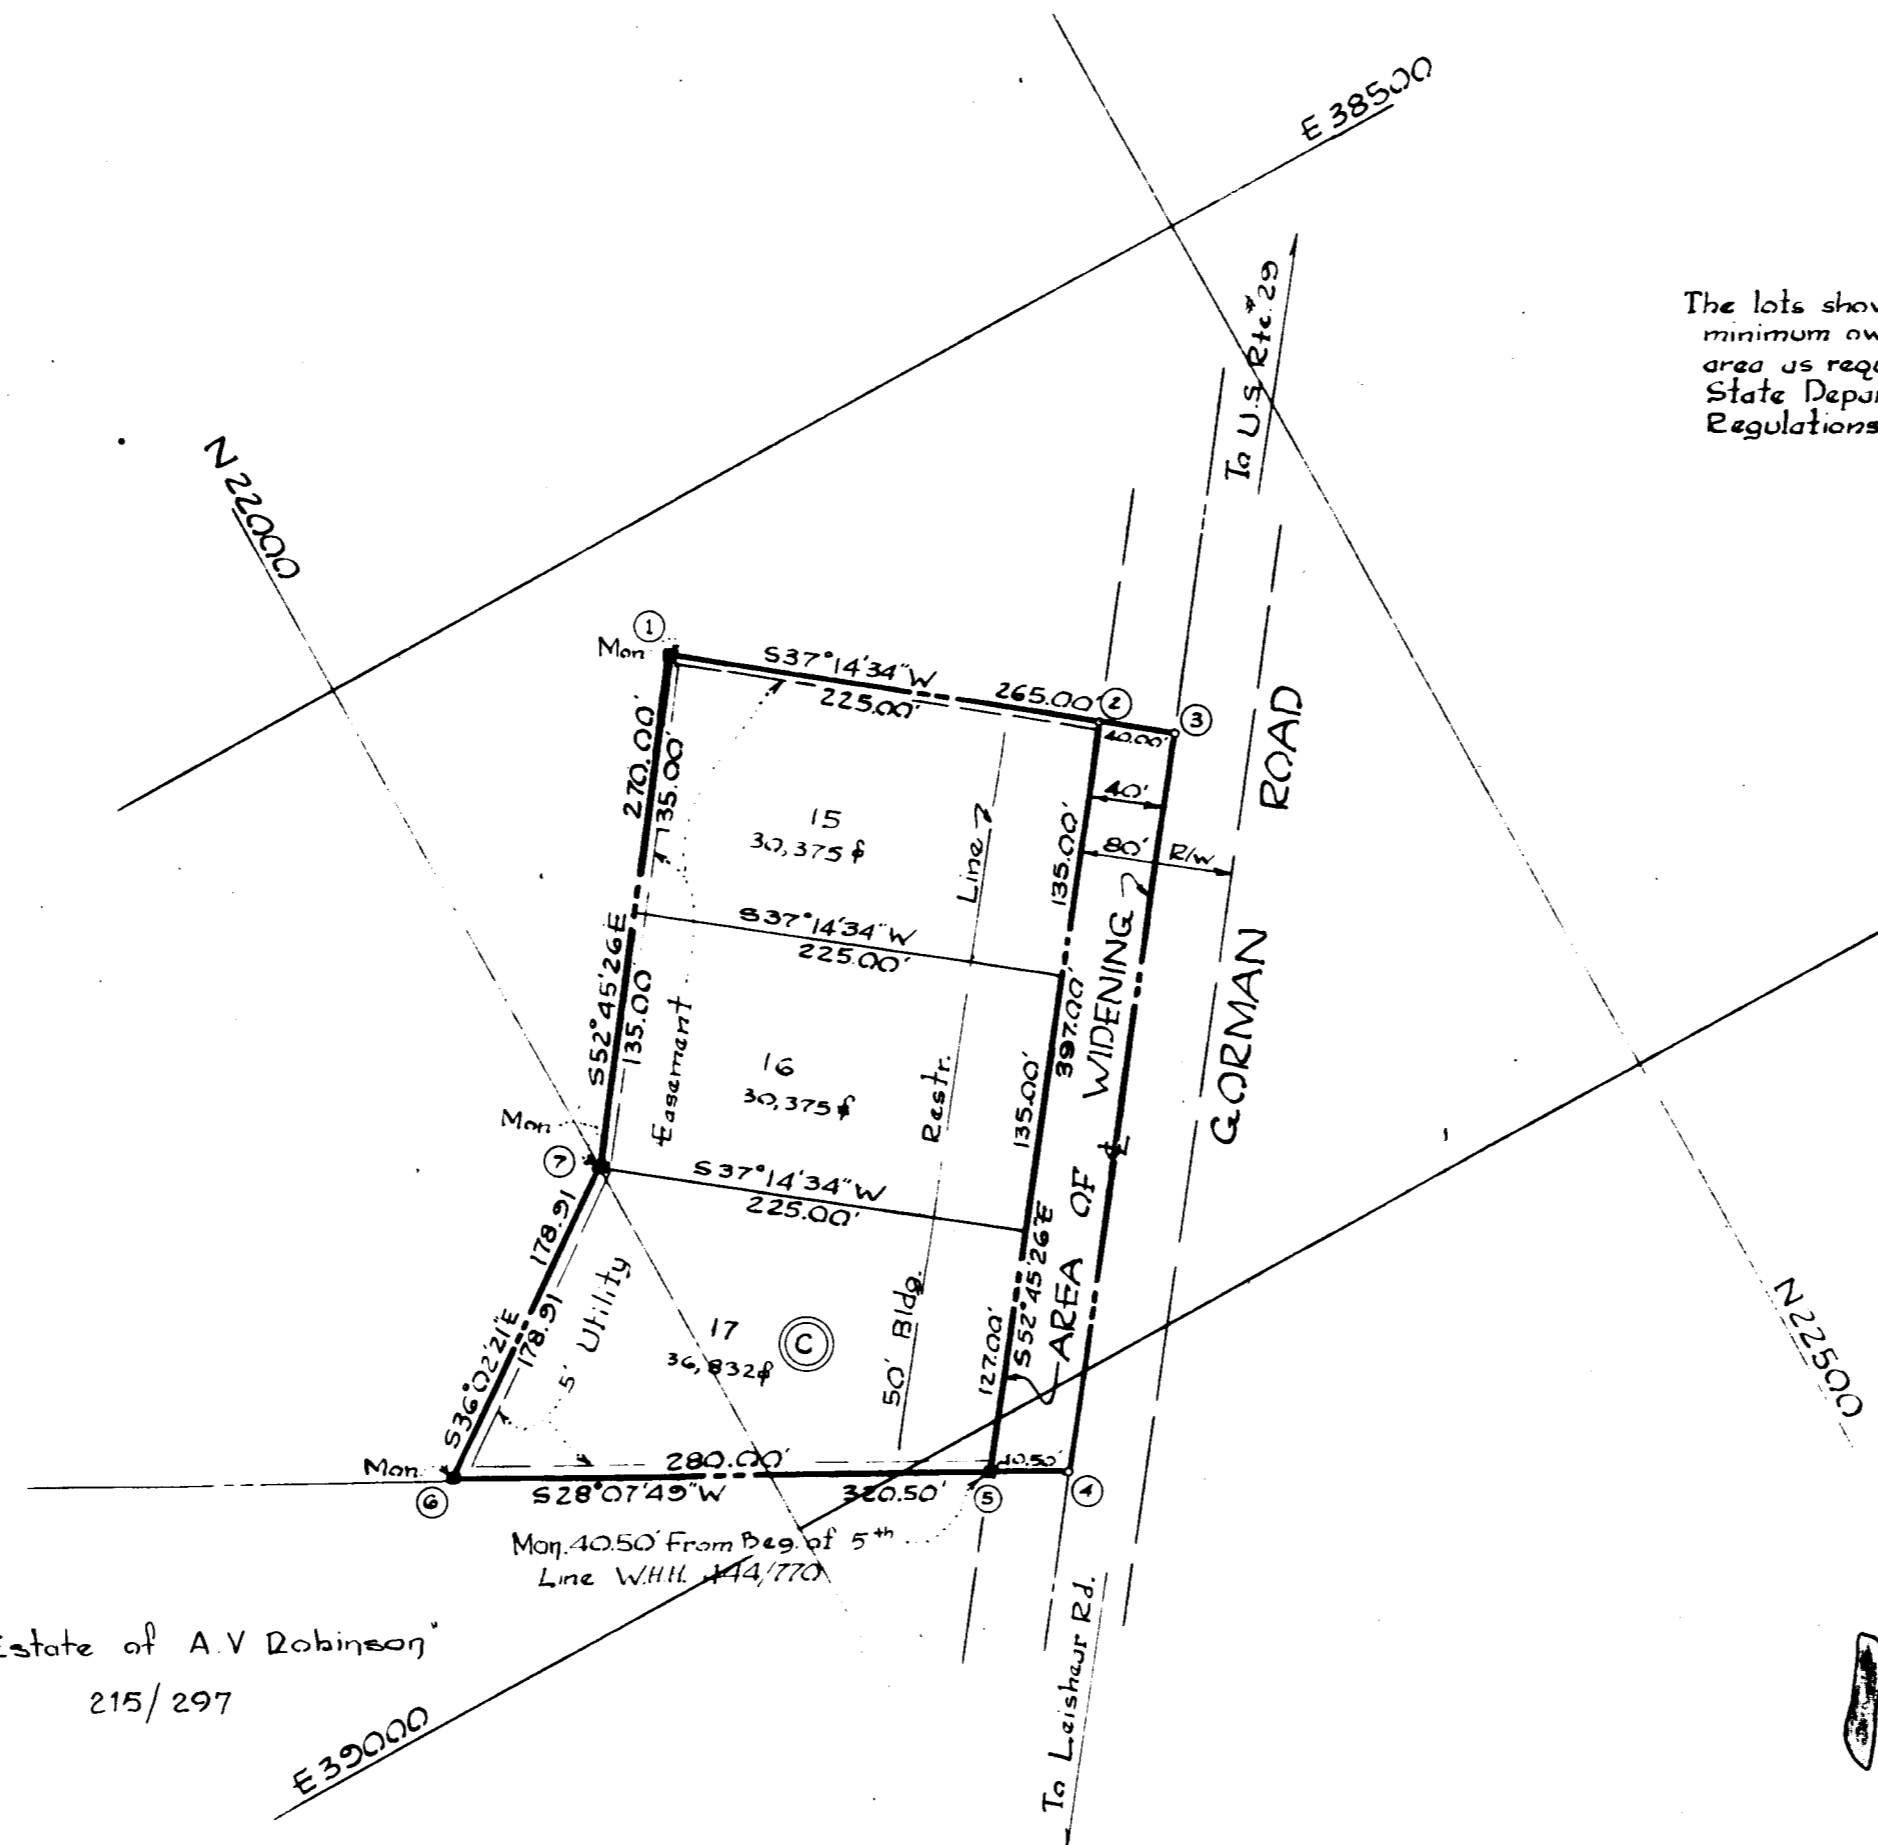 E 38500
To U.S. Rte. #29
The lots show
minimum ow
area as requ
State Depar
Regulations
N 22000
1
Mon
S37°14'34"W
225.00'
265.00'
2
3
40.00'
270.00'
135.00'
40'
80' R/W
15
30,375
Line
135.00'
ROAD
GORMAN
S37°14'34"W
225.00'
S52°45'26"E
135.00'
Easement
16
30,375
Restr.
135.00'
397.00'
AREA OF WIDENING
Mon
7
S37°14'34"W
225.00'
178.91
178.91
S36°02'21"E
5' Utility
17
36,832
C
50' Bldg.
127.00'
S52°45'26"E
N 22500
Mon.
280.00'
40.50'
6
S28°07'49"W
320.50'
5
4
Mon. 40.50' From Beg. of 5th
Line W.H.H. 144/770
Estate of A.V Robinson"
215/297
E 39000
To Leishear Rd.